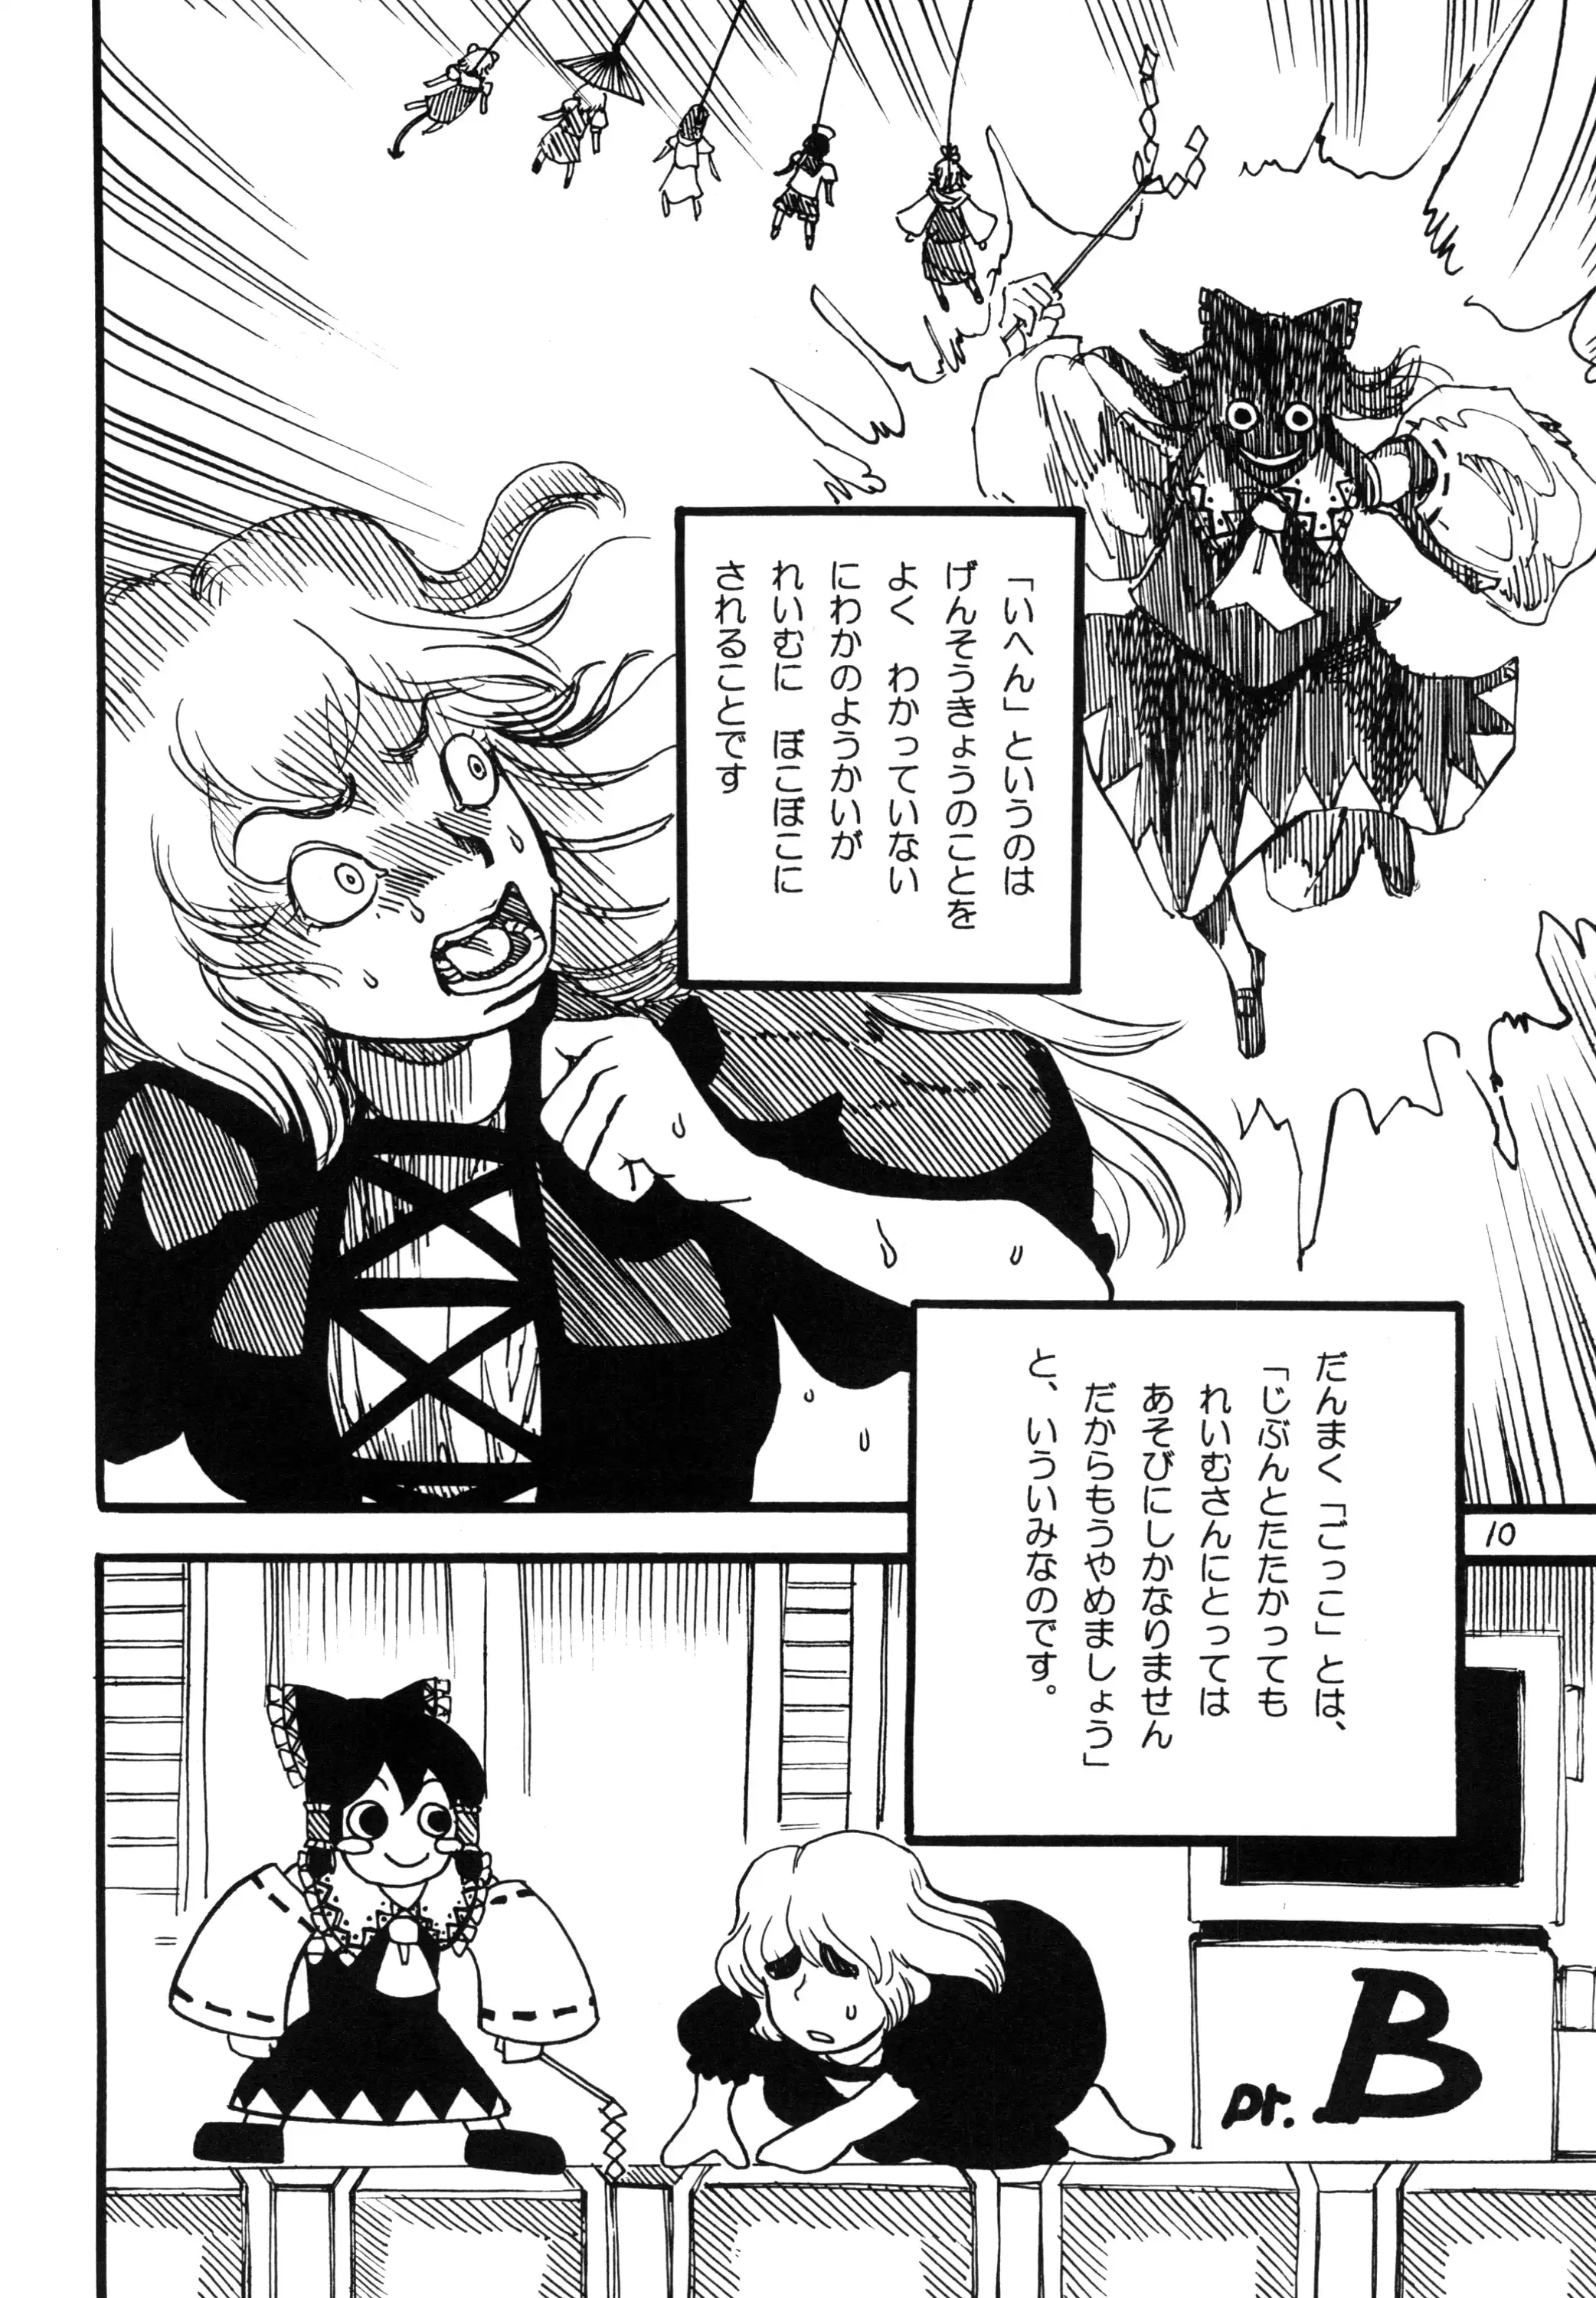 「いへん」というのは
げんそうきょうのことを
よく わかっていない
にわかのようかいが
れいむに ぼこぼこに
されることです
だんまく「ごっこ」とは、
「じぶんとたたかっても
れいむさんにとっては
あそびにしかなりません
だからもうやめましょう」
と、いういみなのです。
10
Dr. B